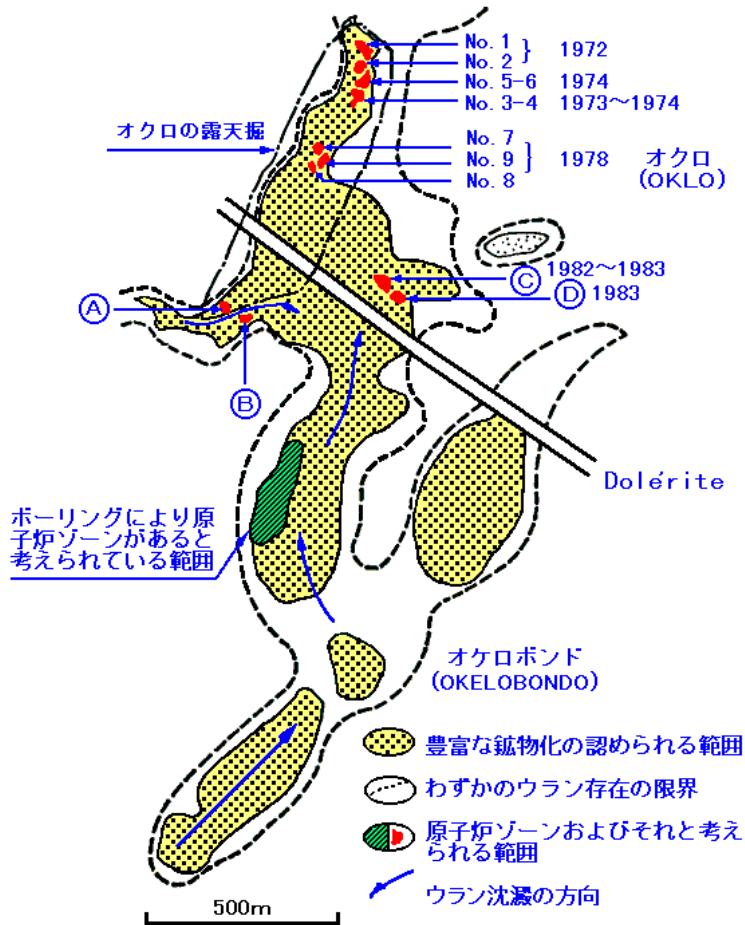 No.1
No.2 } 1972
No.5-6 1974
No.3-4 1973～1974
オクロの露天掘
No.7
No.9 } 1978
No.8
オクロ
(OKLO)
Ⓒ 1982～1983
Ⓓ 1983
Ⓐ
Ⓑ
Dolérite
ボーリングにより原
子炉ゾーンがあると
考えられている範囲
オケロボンド
(OKELOBONDO)
豊富な鉱物化の認められる範囲
わずかのウラン存在の限界
原子炉ゾーンおよびそれと考え
られる範囲
ウラン沈澱の方向
500m